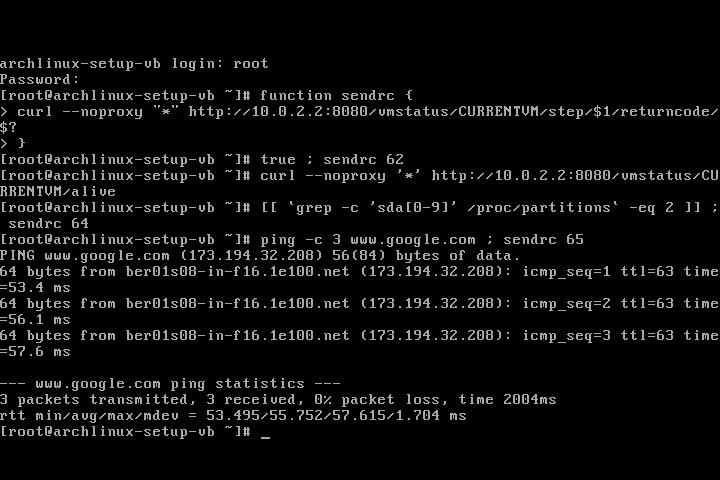 archlinux-setup-vb login: root
Password:
[root@archlinux-setup-vb ~]# function sendrc {
> curl --noproxy "*" http://10.0.2.2:8080/vmstatus/CURRENTVM/step/$1/returncode/
$?
> }
[root@archlinux-setup-vb ~]# true ; sendrc 62
[root@archlinux-setup-vb ~]# curl --noproxy '*' http://10.0.2.2:8080/vmstatus/CU
RRENTVM/alive
[root@archlinux-setup-vb ~]# [[ `grep -c 'sda[0-9]' /proc/partitions` -eq 2 ]] ;
 sendrc 64
[root@archlinux-setup-vb ~]# ping -c 3 www.google.com ; sendrc 65
PING www.google.com (173.194.32.208) 56(84) bytes of data.
64 bytes from ber01s08-in-f16.1e100.net (173.194.32.208): icmp_seq=1 ttl=63 time
=53.4 ms
64 bytes from ber01s08-in-f16.1e100.net (173.194.32.208): icmp_seq=2 ttl=63 time
=56.1 ms
64 bytes from ber01s08-in-f16.1e100.net (173.194.32.208): icmp_seq=3 ttl=63 time
=57.6 ms

--- www.google.com ping statistics ---
3 packets transmitted, 3 received, 0% packet loss, time 2004ms
rtt min/avg/max/mdev = 53.495/55.752/57.615/1.704 ms
[root@archlinux-setup-vb ~]# _